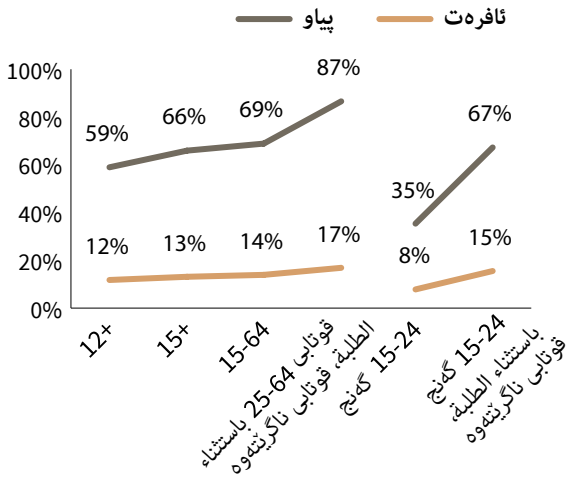 ئافرەت پیاو
100%
80%
60%
40%
20%
0%
59% 66% 69% 87% 35% 67%
12% 13% 14% 17% 8% 15%
12+
15+
15-64
قوتابی 25-64 باستثناء
الطلبة، قوتابی ناگرێتەوە
گەنج 15-24
گەنج 15-24
باستثناء الطلبة،
قوتابی ناگرێتەوە